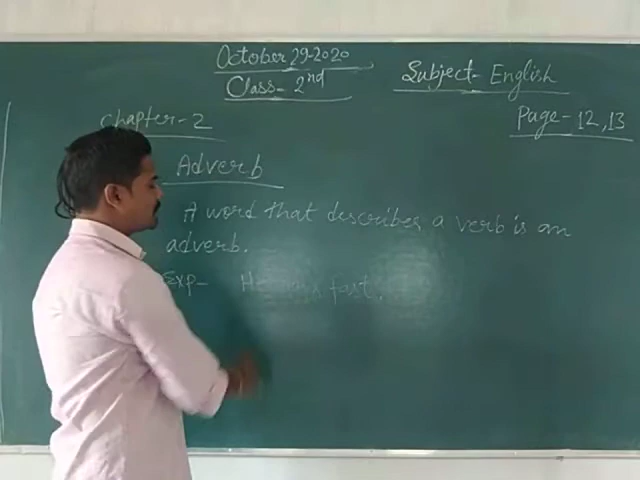 October 29-2020
Class- 2nd
Subject- English
Chapter-2
Page-12,13
Adverb
A word that describes a verb is an
adverb.
Exp- He fast.